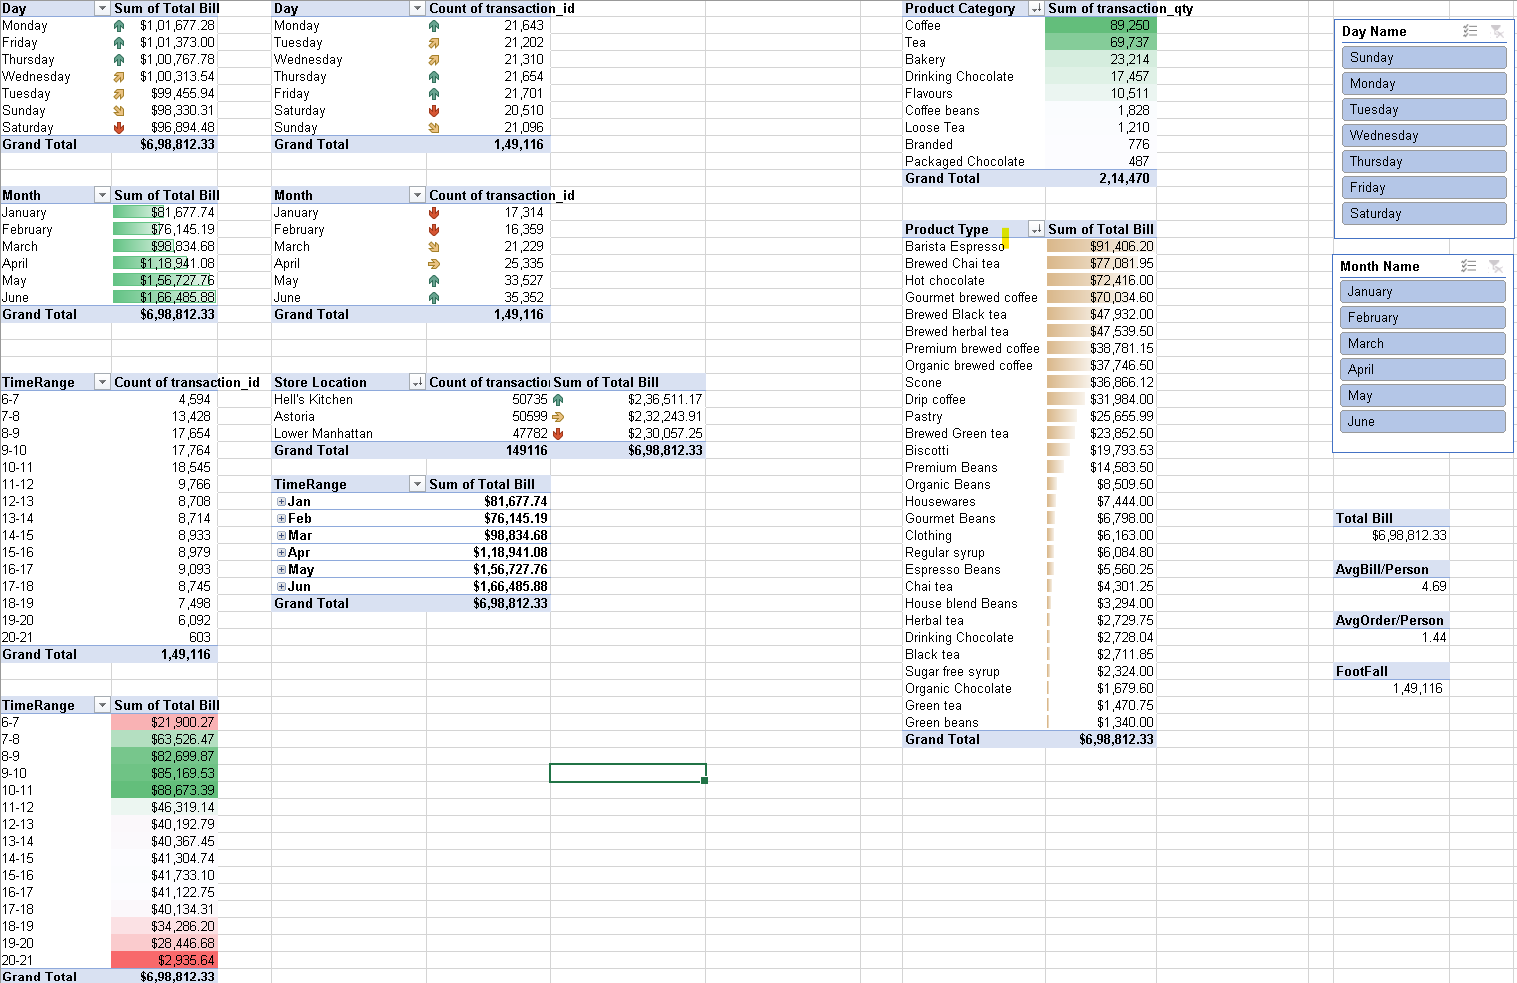 Day Sum of Total Bill
Monday $1,01,677.28
Friday $1,01,373.00
Thursday $1,00,767.78
Wednesday $1,00,313.54
Tuesday $99,455.94
Sunday $98,330.31
Saturday $96,894.48
Grand Total $6,98,812.33
Day Count of transaction_id
Monday 21,643
Tuesday 21,202
Wednesday 21,310
Thursday 21,654
Friday 21,701
Saturday 20,510
Sunday 21,096
Grand Total 1,49,116
Month Sum of Total Bill
January $81,677.74
February $76,145.19
March $98,834.68
April $1,18,941.08
May $1,56,727.76
June $1,66,485.88
Grand Total $6,98,812.33
Month Count of transaction_id
January 17,314
February 16,359
March 21,229
April 25,335
May 33,527
June 35,352
Grand Total 1,49,116
TimeRange Count of transaction_id
6-7 4,594
7-8 13,428
8-9 17,654
9-10 17,764
10-11 18,545
11-12 9,766
12-13 8,708
13-14 8,714
14-15 8,933
15-16 8,979
16-17 9,093
17-18 8,745
18-19 7,498
19-20 6,092
20-21 603
Grand Total 1,49,116
Store Location Count of transactio Sum of Total Bill
Hell's Kitchen 50735 $2,36,511.17
Astoria 50599 $2,32,243.91
Lower Manhattan 47782 $2,30,057.25
Grand Total 149116 $6,98,812.33
TimeRange Sum of Total Bill
Jan $81,677.74
Feb $76,145.19
Mar $98,834.68
Apr $1,18,941.08
May $1,56,727.76
Jun $1,66,485.88
Grand Total $6,98,812.33
TimeRange Sum of Total Bill
6-7 $21,900.27
7-8 $63,526.47
8-9 $82,699.87
9-10 $85,169.53
10-11 $88,673.39
11-12 $46,319.14
12-13 $40,192.79
13-14 $40,367.45
14-15 $41,304.74
15-16 $41,733.10
16-17 $41,122.75
17-18 $40,134.31
18-19 $34,286.20
19-20 $28,446.68
20-21 $2,935.64
Grand Total $6,98,812.33
Product Category Sum of transaction_qty
Coffee 89,250
Tea 69,737
Bakery 23,214
Drinking Chocolate 17,457
Flavours 10,511
Coffee beans 1,828
Loose Tea 1,210
Branded 776
Packaged Chocolate 487
Grand Total 2,14,470
Product Type Sum of Total Bill
Barista Espresso $91,406.20
Brewed Chai tea $77,081.95
Hot chocolate $72,416.00
Gourmet brewed coffee $70,034.60
Brewed Black tea $47,932.00
Brewed herbal tea $47,539.50
Premium brewed coffee $38,781.15
Organic brewed coffee $37,746.50
Scone $36,866.12
Drip coffee $31,984.00
Pastry $25,655.99
Brewed Green tea $23,852.50
Biscotti $19,793.53
Premium Beans $14,583.50
Organic Beans $8,509.50
Housewares $7,444.00
Gourmet Beans $6,798.00
Clothing $6,163.00
Regular syrup $6,084.80
Espresso Beans $5,560.25
Chai tea $4,301.25
House blend Beans $3,294.00
Herbal tea $2,729.75
Drinking Chocolate $2,728.04
Black tea $2,711.85
Sugar free syrup $2,324.00
Organic Chocolate $1,679.60
Green tea $1,470.75
Green beans $1,340.00
Grand Total $6,98,812.33
Day Name
Sunday
Monday
Tuesday
Wednesday
Thursday
Friday
Saturday
Month Name
January
February
March
April
May
June
Total Bill
$6,98,812.33
AvgBill/Person
4.69
AvgOrder/Person
1.44
FootFall
1,49,116